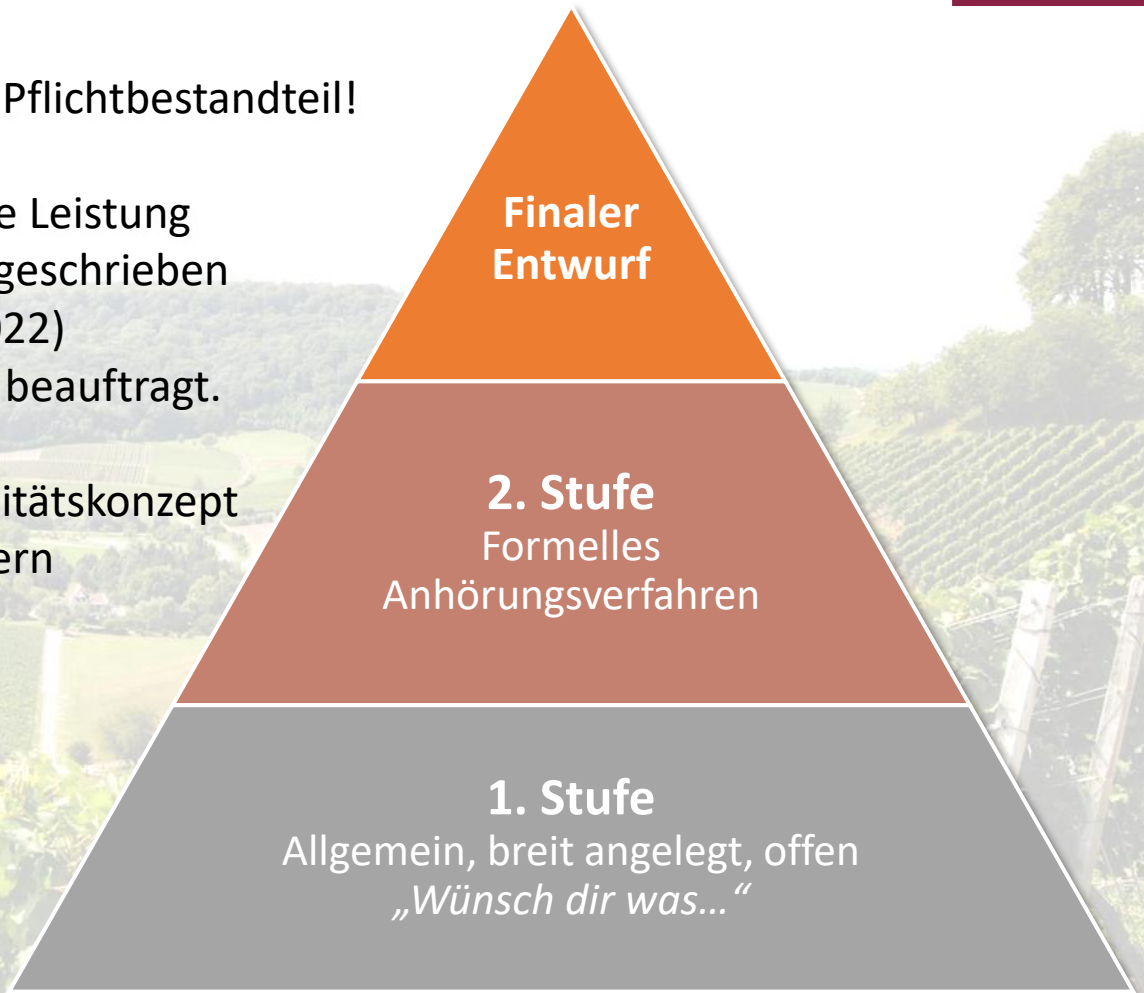 Pflichtbestandteil!
e Leistung
geschrieben
022)
beauftragt.
itätskonzept
ern
Finaler
Entwurf
2. Stufe
Formelles
Anhörungsverfahren
1. Stufe
Allgemein, breit angelegt, offen
„Wünsch dir was…“